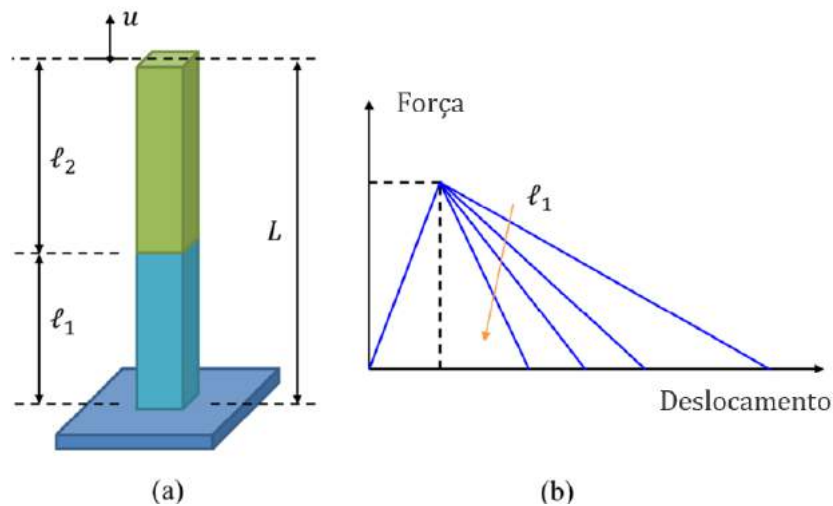 u
ℓ2
L
ℓ1
(a)
Força
ℓ1
Deslocamento
(b)